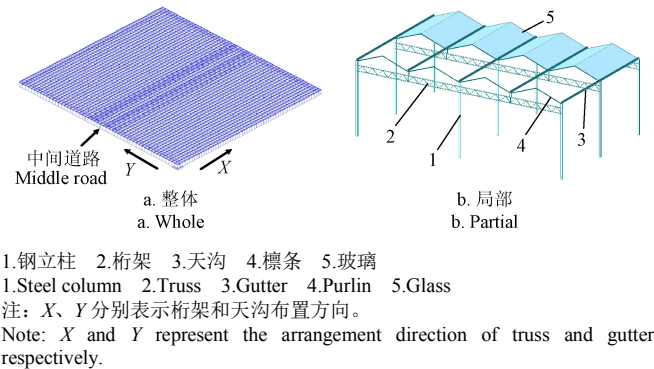 5
2
1
4
3
中间道路
Middle road
Y
X
a. 整体
a. Whole
b. 局部
b. Partial
1.钢立柱 2.桁架 3.天沟 4.檩条 5.玻璃
1.Steel column 2.Truss 3.Gutter 4.Purlin 5.Glass
注：X、Y 分别表示桁架和天沟布置方向。
Note: X and Y represent the arrangement direction of truss and gutter
respectively.